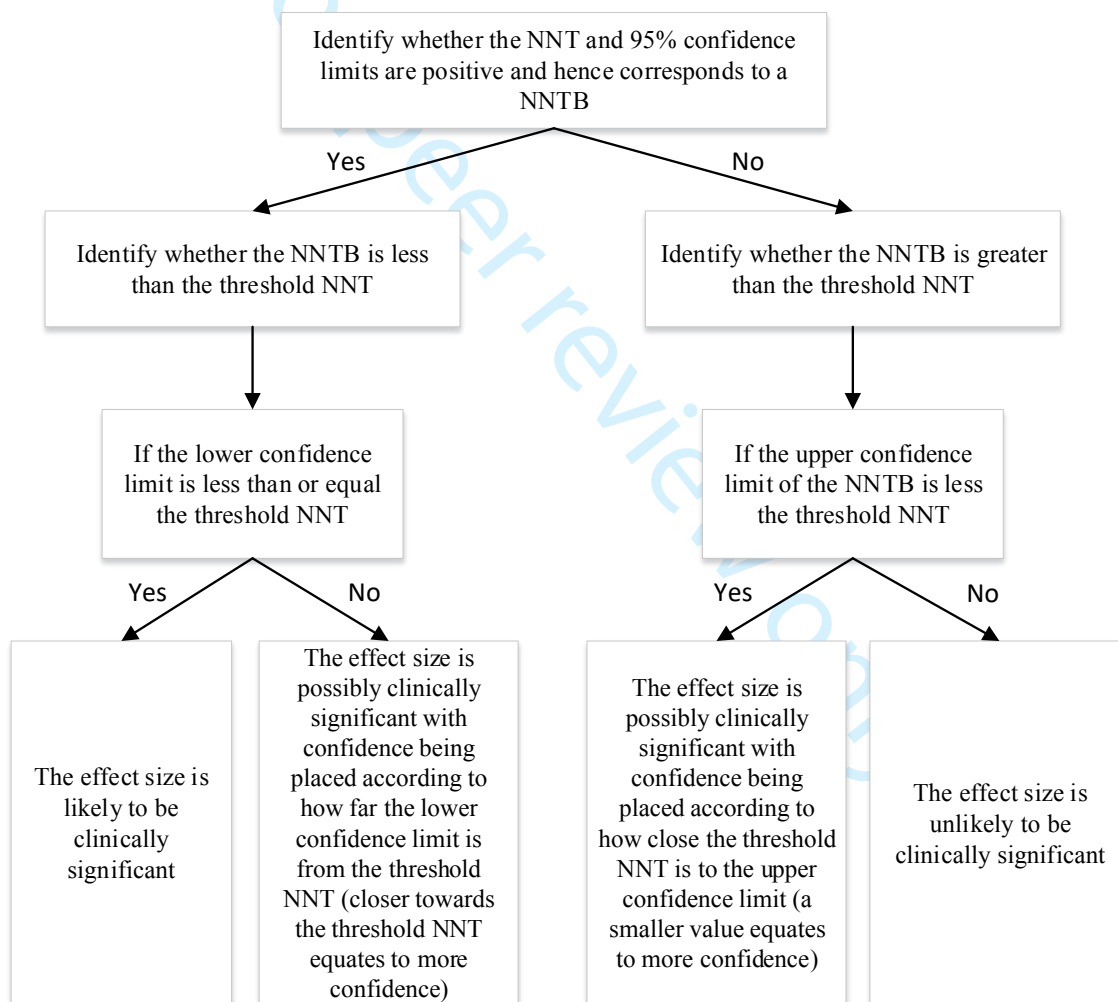 Identify whether the NNT and 95% confidence
limits are positive and hence corresponds to a
NNTB
Yes
No
Identify whether the NNTB is less
than the threshold NNT
Identify whether the NNTB is greater
than the threshold NNT
If the lower confidence
limit is less than or equal
the threshold NNT
If the upper confidence
limit of the NNTB is less
the threshold NNT
Yes
No
Yes
No
The effect size is
likely to be
clinically
significant
The effect size is
possibly clinically
significant with
confidence being
placed according to
how far the lower
confidence limit is
from the threshold
NNT (closer towards
the threshold NNT
equates to more
confidence)
The effect size is
possibly clinically
significant with
confidence being
placed according to
how close the threshold
NNT is to the upper
confidence limit (a
smaller value equates
to more confidence)
The effect size is
unlikely to be
clinically significant
peer review only